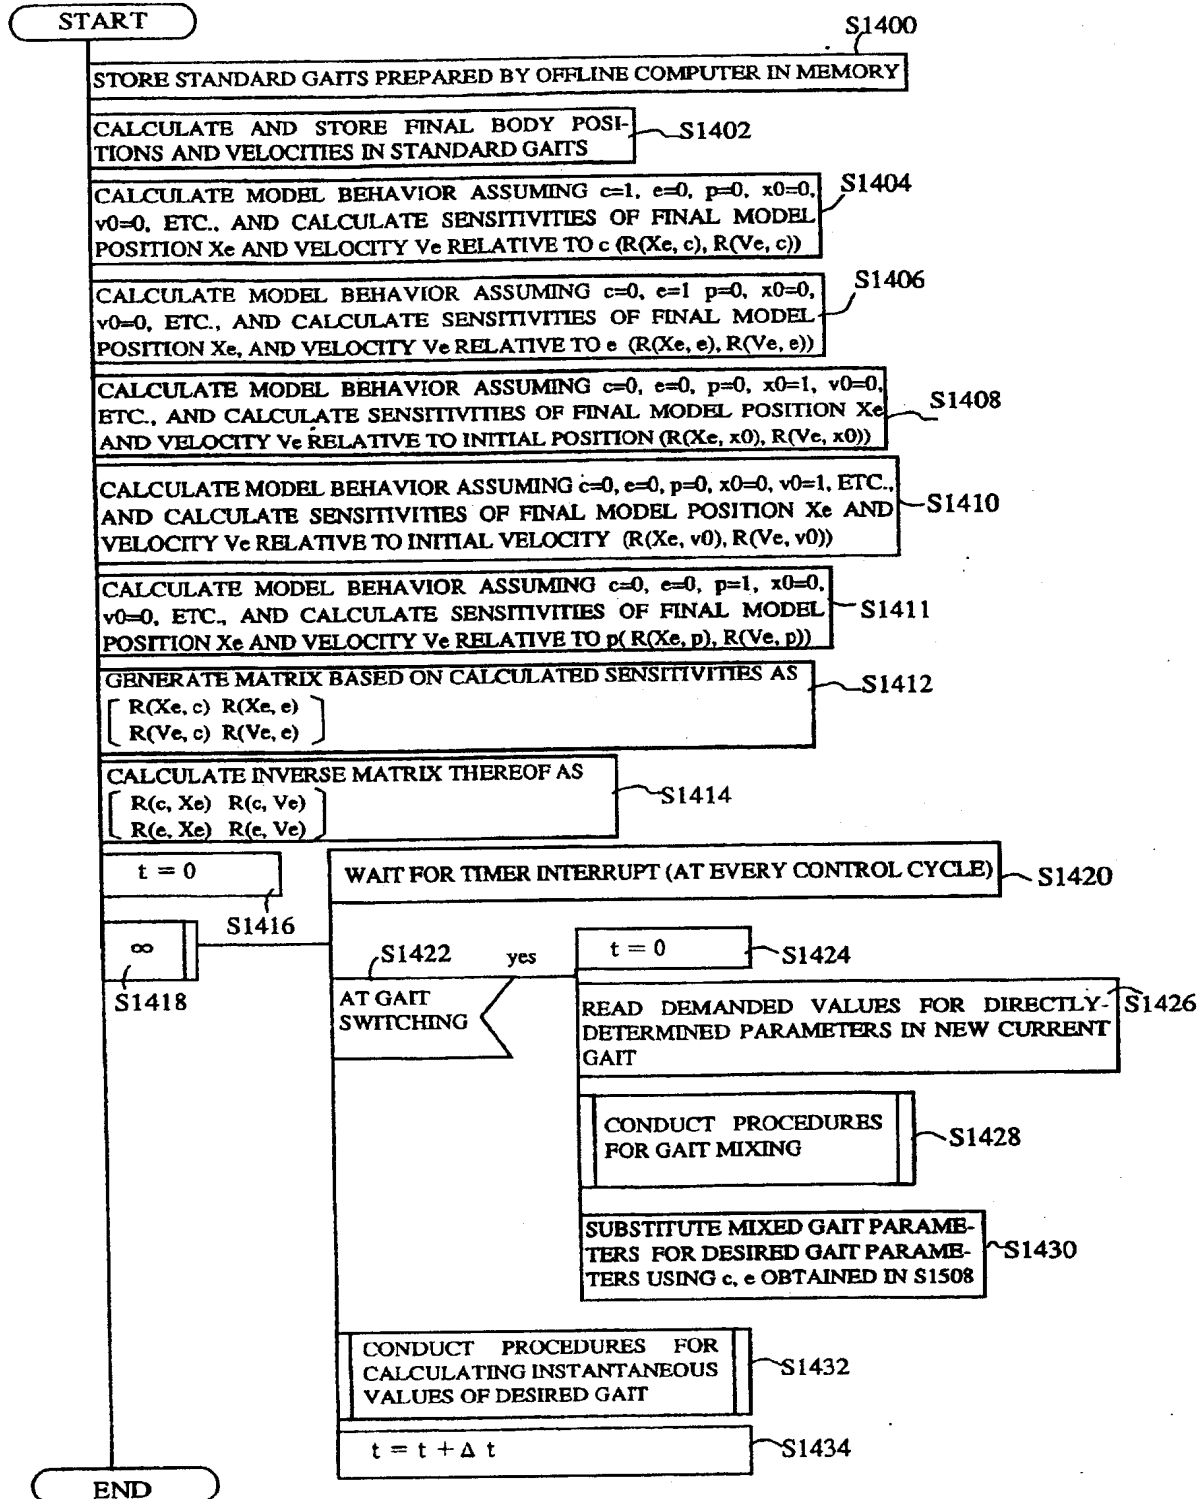 START
S1400
STORE STANDARD GAITS PREPARED BY OFFLINE COMPUTER IN MEMORY
CALCULATE AND STORE FINAL BODY POSI-
TIONS AND VELOCITIES IN STANDARD GAITS
S1402
CALCULATE MODEL BEHAVIOR ASSUMING c=1, e=0, p=0, x0=0,
v0=0, ETC., AND CALCULATE SENSITIVITIES OF FINAL MODEL
POSITION Xe AND VELOCITY Ve RELATIVE TO c (R(Xe, c), R(Ve, c))
S1404
CALCULATE MODEL BEHAVIOR ASSUMING c=0, e=1 p=0, x0=0,
v0=0, ETC., AND CALCULATE SENSITIVITIES OF FINAL MODEL
POSITION Xe, AND VELOCITY Ve RELATIVE TO e (R(Xe, e), R(Ve, e))
S1406
CALCULATE MODEL BEHAVIOR ASSUMING c=0, e=0, p=0, x0=1, v0=0,
ETC., AND CALCULATE SENSITIVITIES OF FINAL MODEL POSITION Xe
AND VELOCITY Ve RELATIVE TO INITIAL POSITION (R(Xe, x0), R(Ve, x0))
S1408
CALCULATE MODEL BEHAVIOR ASSUMING c=0, e=0, p=0, x0=0, v0=1, ETC.,
AND CALCULATE SENSITIVITIES OF FINAL MODEL POSITION Xe AND
VELOCITY Ve RELATIVE TO INITIAL VELOCITY (R(Xe, v0), R(Ve, v0))
S1410
CALCULATE MODEL BEHAVIOR ASSUMING c=0, e=0, p=1, x0=0,
v0=0, ETC., AND CALCULATE SENSITIVITIES OF FINAL MODEL
POSITION Xe AND VELOCITY Ve RELATIVE TO p( R(Xe, p), R(Ve, p))
S1411
GENERATE MATRIX BASED ON CALCULATED SENSITIVITIES AS
R(Xe, c) R(Xe, e)
R(Ve, c) R(Ve, e)
S1412
CALCULATE INVERSE MATRIX THEREOF AS
R(c, Xe) R(c, Ve)
R(e, Xe) R(e, Ve)
S1414
t = 0
S1416
WAIT FOR TIMER INTERRUPT (AT EVERY CONTROL CYCLE)
S1420
∞
S1418
S1422
yes
AT GAIT
SWITCHING
t = 0
S1424
READ DEMANDED VALUES FOR DIRECTLY-
DETERMINED PARAMETERS IN NEW CURRENT
GAIT
S1426
CONDUCT PROCEDURES
FOR GAIT MIXING
S1428
SUBSTITUTE MIXED GAIT PARAME-
TERS FOR DESIRED GAIT PARAME-
TERS USING c, e OBTAINED IN S1508
S1430
CONDUCT PROCEDURES FOR
CALCULATING INSTANTANEOUS
VALUES OF DESIRED GAIT
S1432
t = t + Δ t
S1434
END